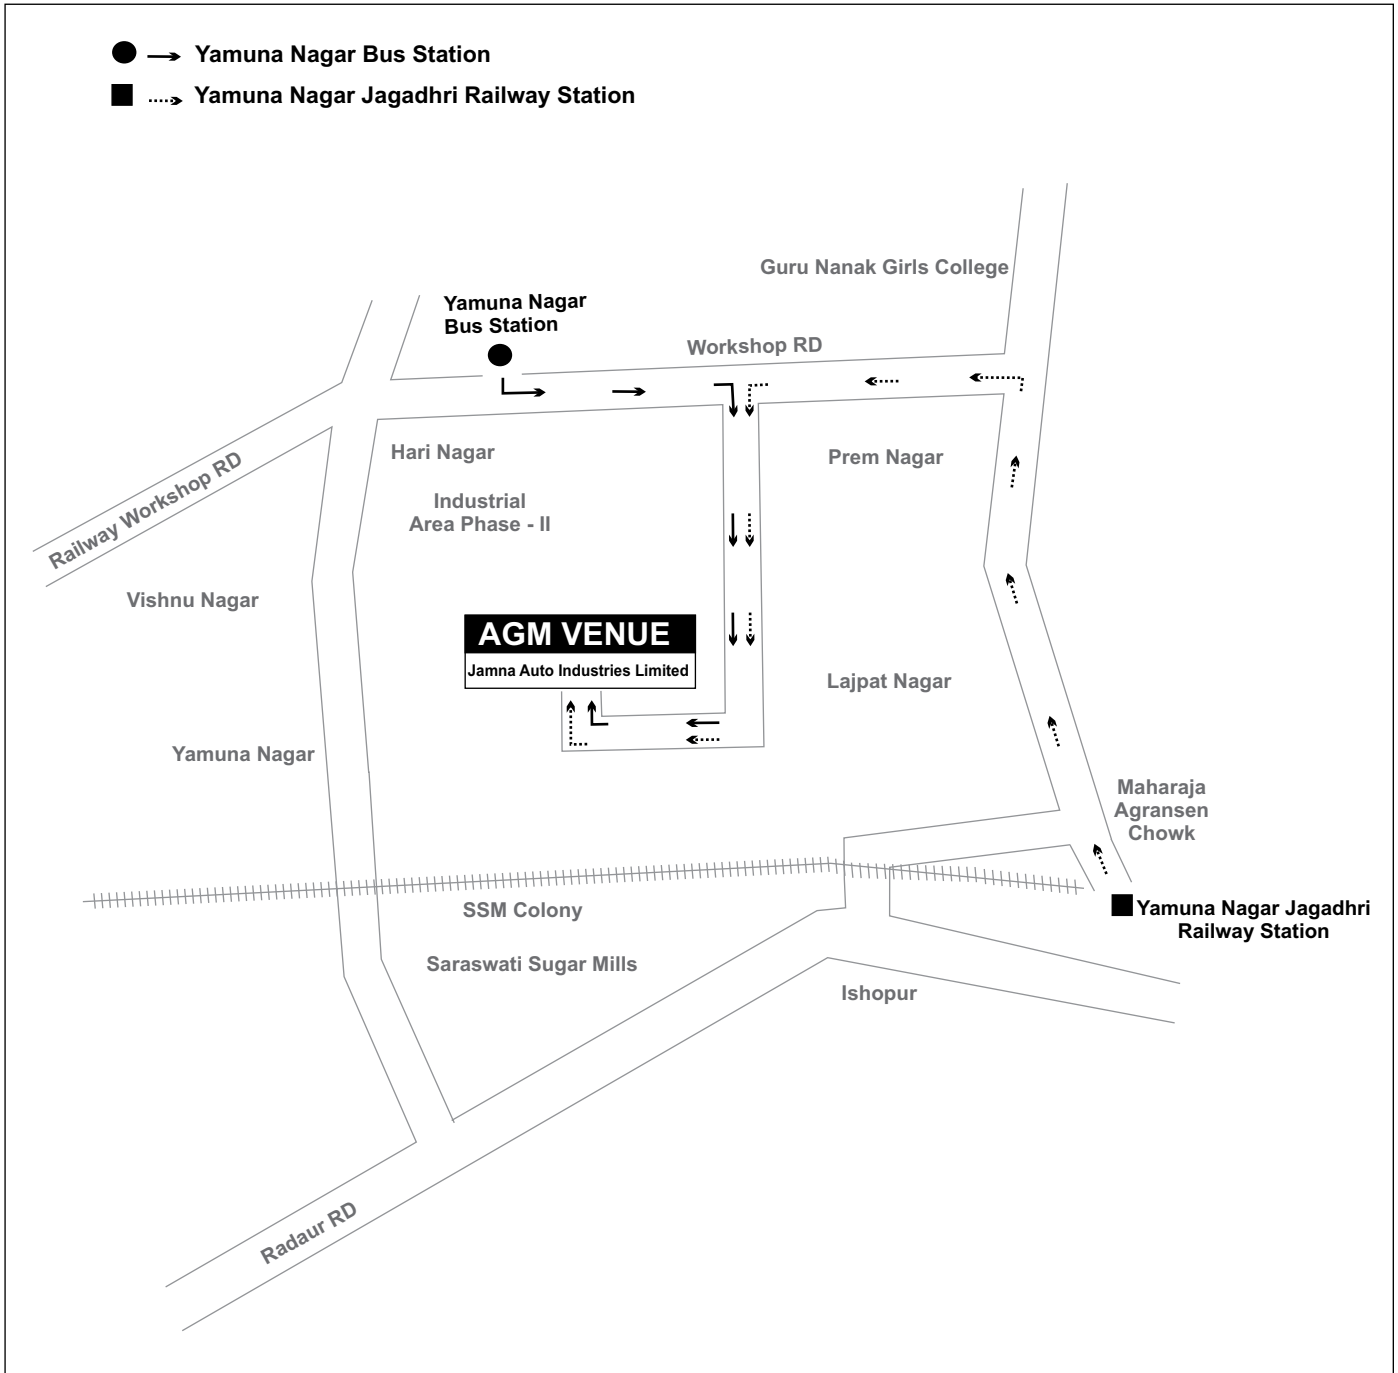 Yamuna Nagar Bus Station
Yamuna Nagar Jagadhri Railway Station
Guru Nanak Girls College
Yamuna Nagar
Bus Station
Workshop RD
Hari Nagar
Prem Nagar
Railway Workshop RD
Industrial
Area Phase - II
Vishnu Nagar
AGM VENUE
Jamna Auto Industries Limited
Lajpat Nagar
Yamuna Nagar
Maharaja
Agransen
Chowk
SSM Colony
Yamuna Nagar Jagadhri
Railway Station
Saraswati Sugar Mills
Ishopur
Radaur RD